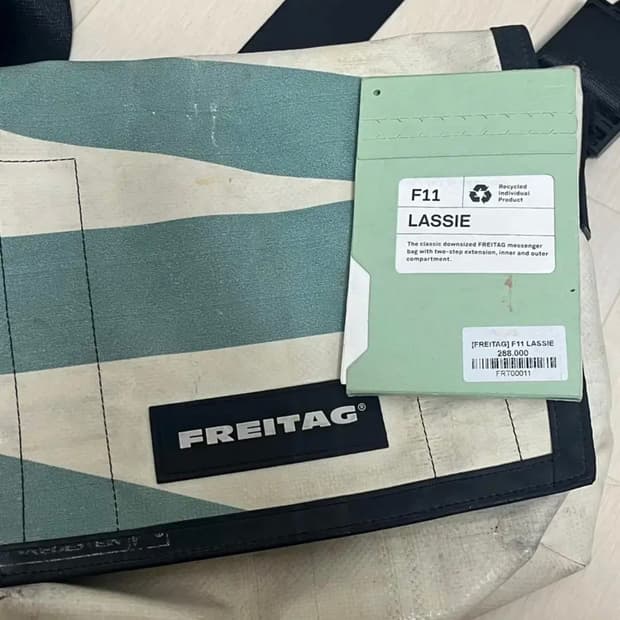 F11
Recycled
Individual
Product
LASSIE
The classic downsized FREITAG messenger
bag with two-step extension, inner and outer
compartment.
[FREITAG] F11 LASSIE
288.000
FRT00011
FREITAG®